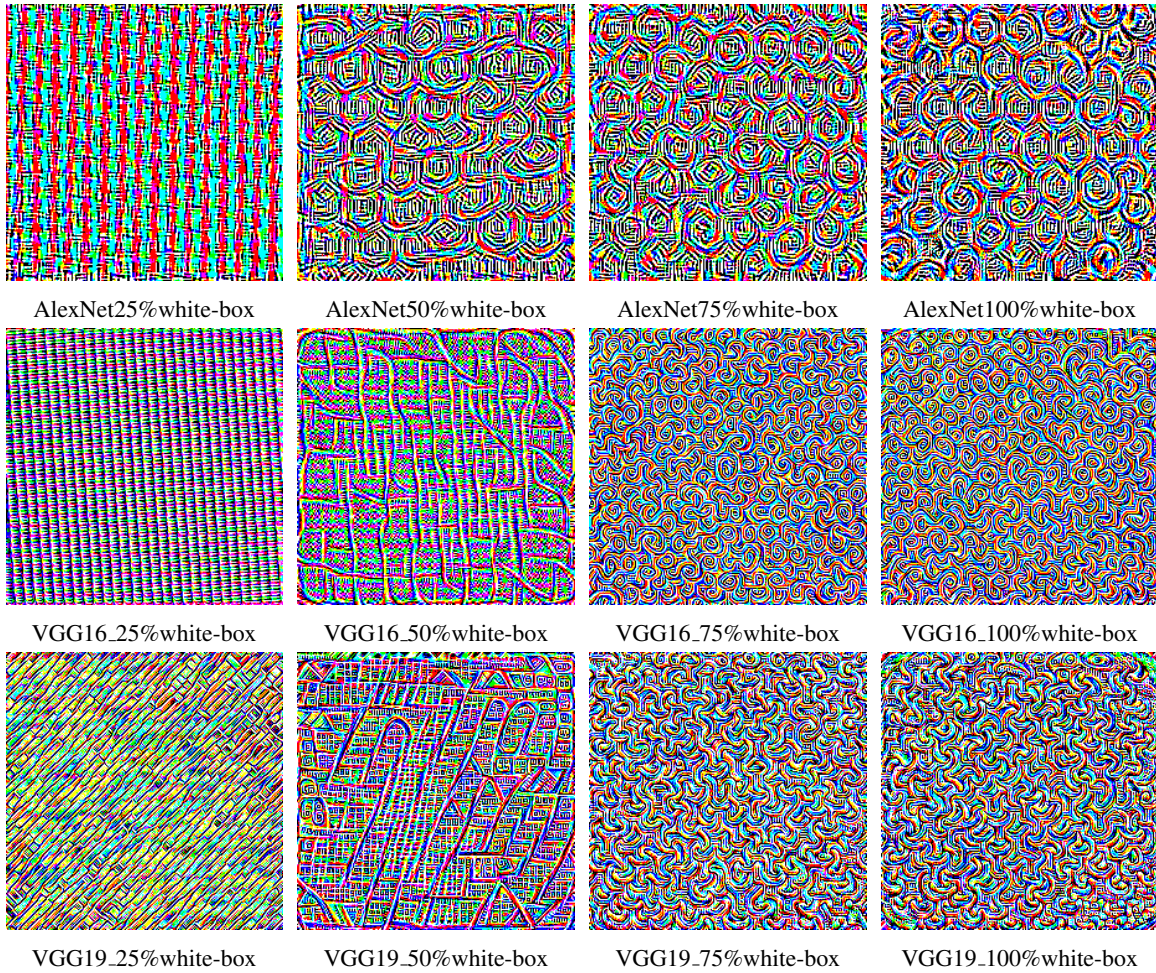 AlexNet25%white-box AlexNet50%white-box AlexNet75%white-box AlexNet100%white-box
VGG16_25%white-box VGG16_50%white-box VGG16_75%white-box VGG16_100%white-box
VGG19_25%white-box VGG19_50%white-box VGG19_75%white-box VGG19_100%white-box